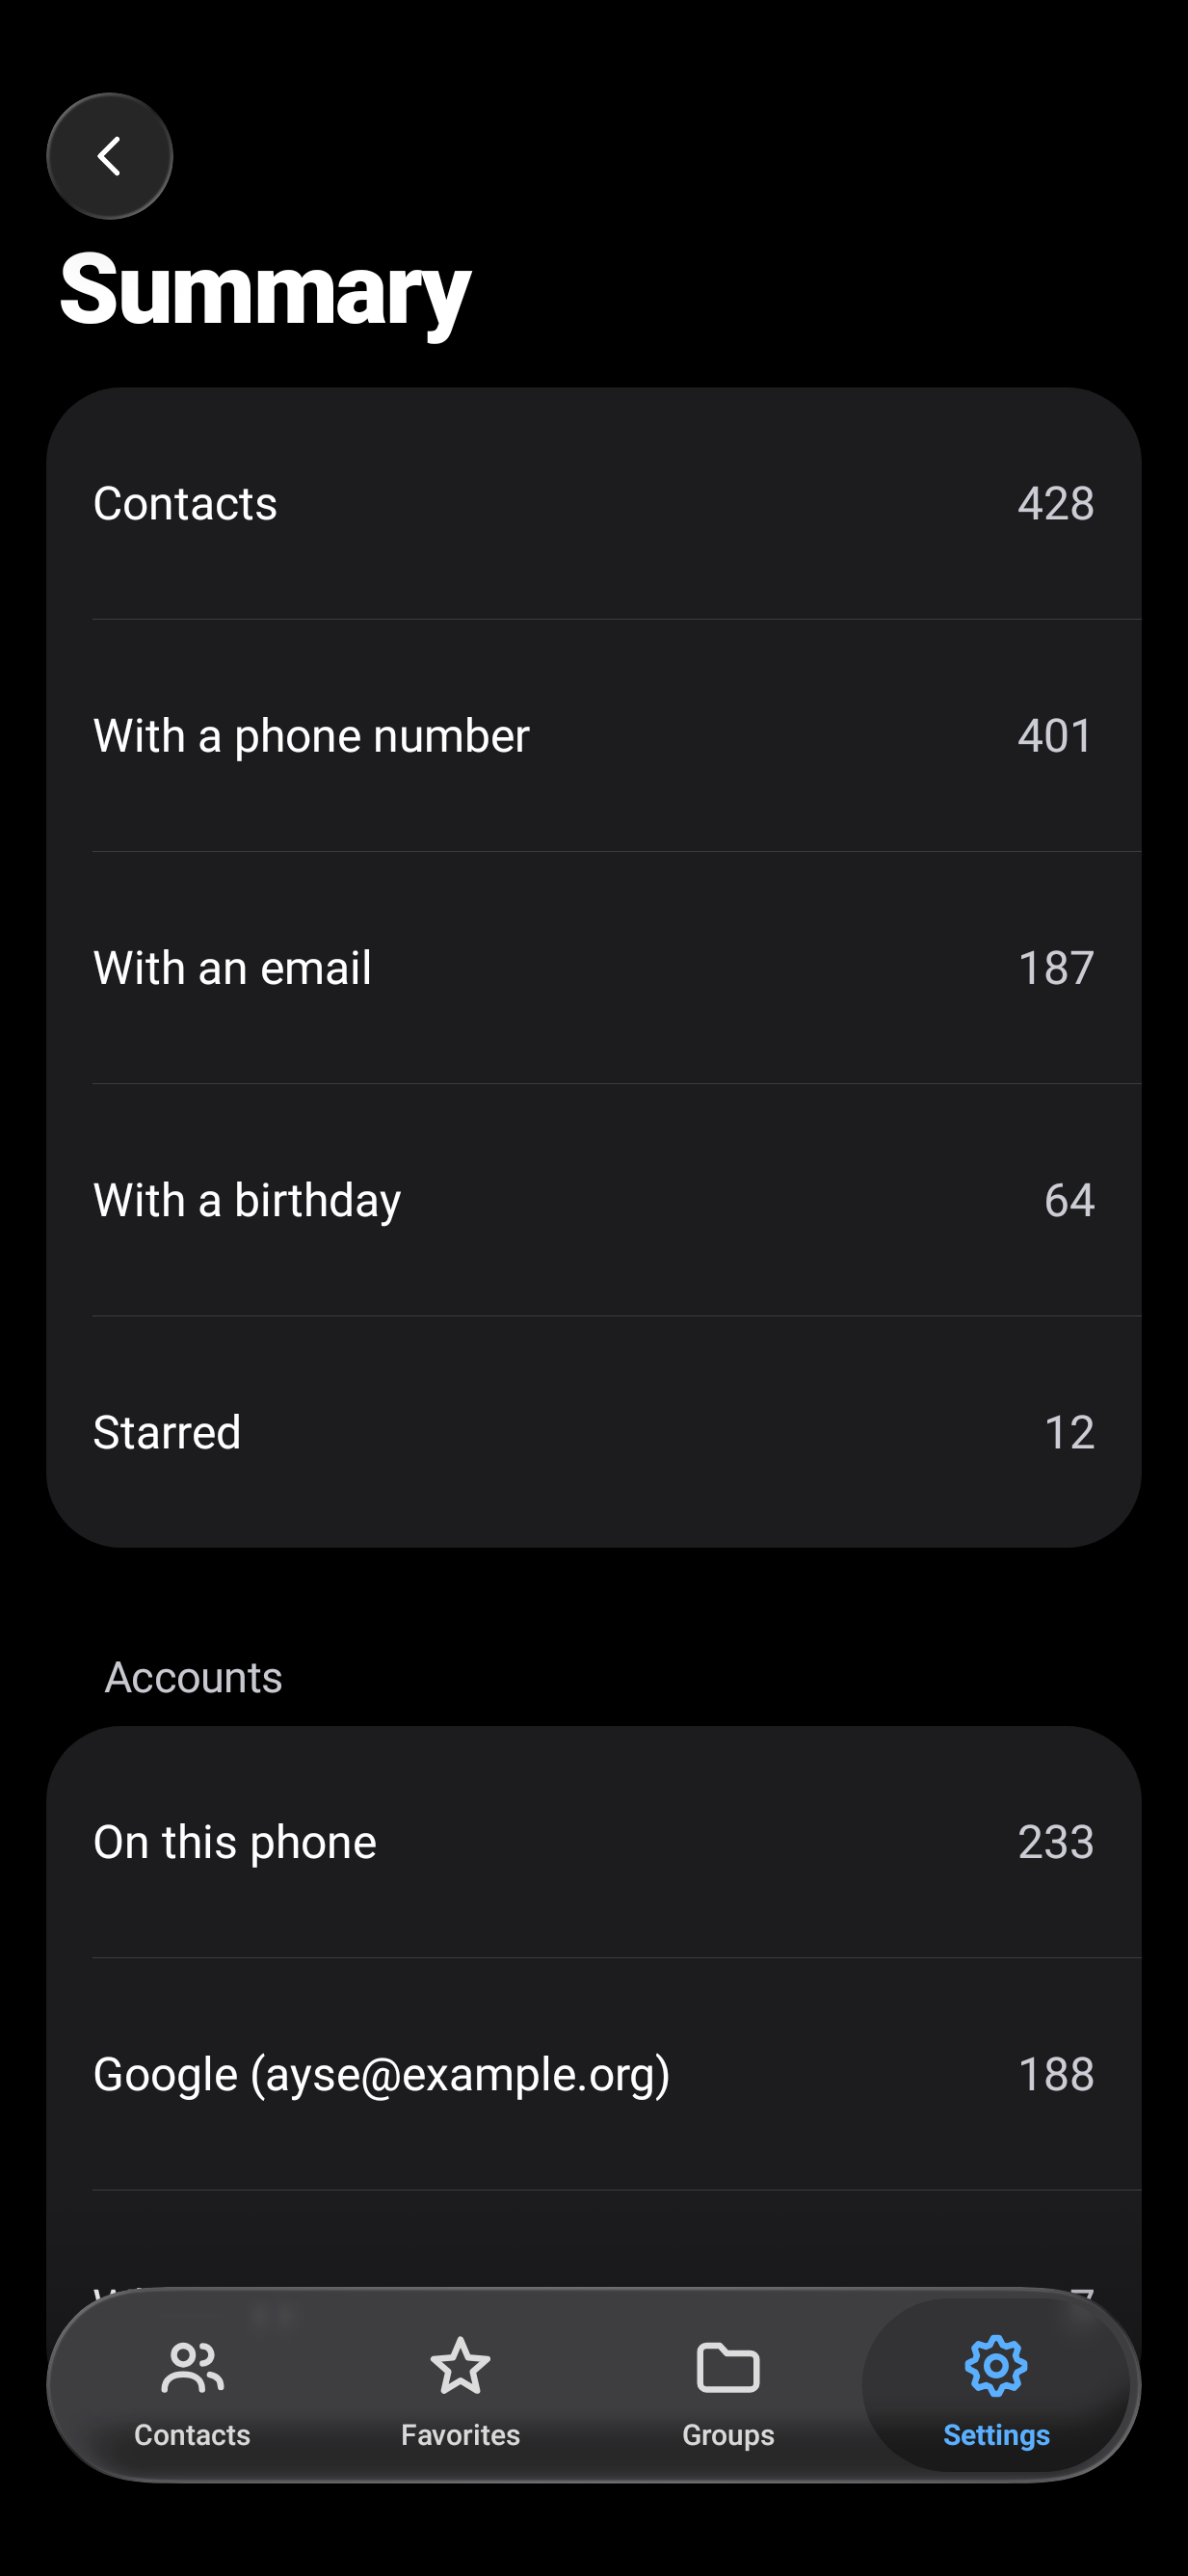 Summary
Contacts 428
With a phone number 401
With an email 187
With a birthday 64
Starred 12
Accounts
On this phone 233
Google (ayse@example.org) 188
Contacts Favorites Groups Settings